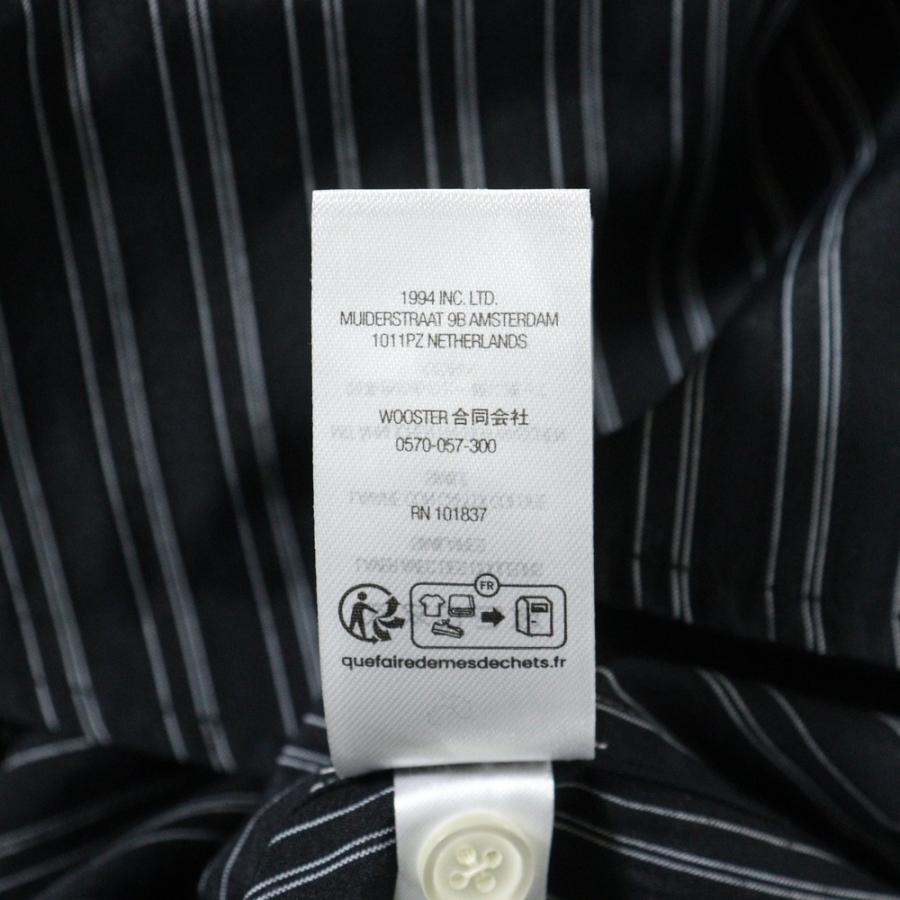 1994 INC. LTD.
MUIDERSTRAAT 9B AMSTERDAM
1011PZ NETHERLANDS
WOOSTER 合同会社
0570-057-300
RN 101837
FR
quefairedemesdechets.fr